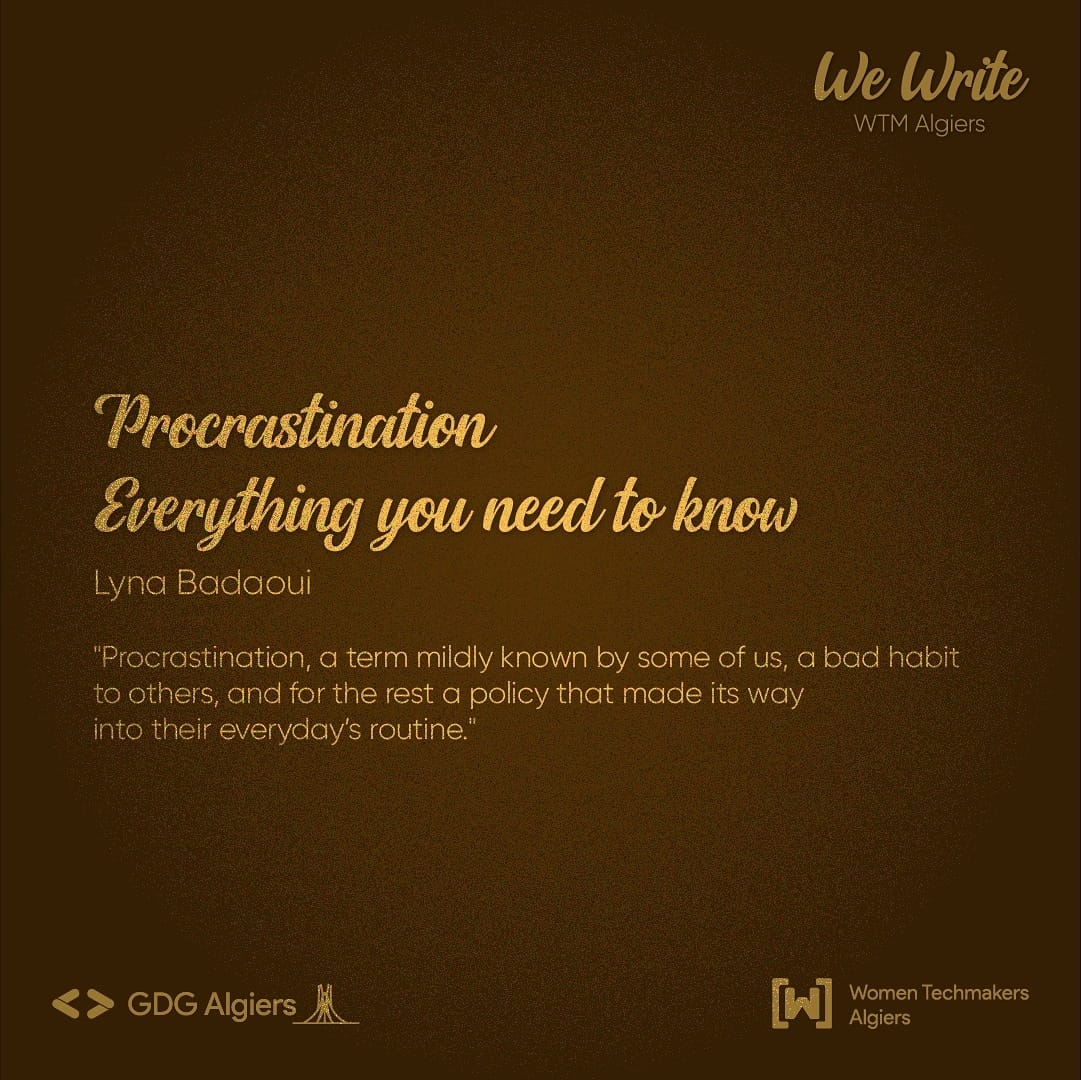 We Write
WTM Algiers
Procrastination
Everything you need to know
Lyna Badaoui
"Procrastination, a term mildly known by some of us, a bad habit
to others, and for the rest a policy that made its way
into their everyday's routine."
GDG Algiers
[W] Women Techmakers
Algiers